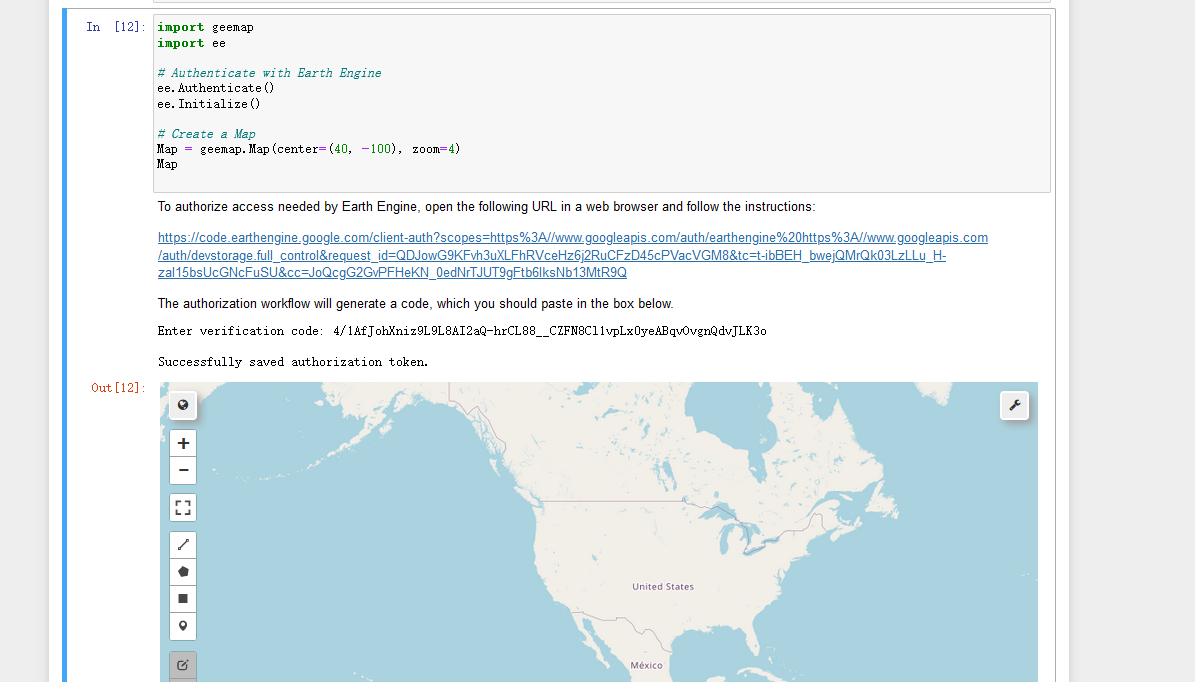 In [12]:
import geemap
import ee
# Authenticate with Earth Engine
ee.Authenticate()
ee.Initialize()
# Create a Map
Map = geemap.Map(center=(40, -100), zoom=4)
Map
To authorize access needed by Earth Engine, open the following URL in a web browser and follow the instructions:
https://code.earthengine.google.com/client-auth?scopes=https%3A//www.googleapis.com/auth/earthengine%20https%3A//www.googleapis.com
/auth/devstorage.full_control&request_id=QDJowG9KFvh3uXLFhRVceHz6j2RuCFzD45cPVacVGM8&tc=t-ibBEH_bwejQMrQk03LzLLu_H-
zal15bsUcGNcFuSU&cc=JoQcgG2GvPFHeKN_0edNrTJUT9gFtb6lksNb13MtR9Q
The authorization workflow will generate a code, which you should paste in the box below.
Enter verification code: 4/1AfJohXniz9L9L8AI2aQ-hrCL88__CZFN8Cl1vpLx0yeABqvOvgnQdvJLK3o
Successfully saved authorization token.
Out[12]:
+
−
United States
México